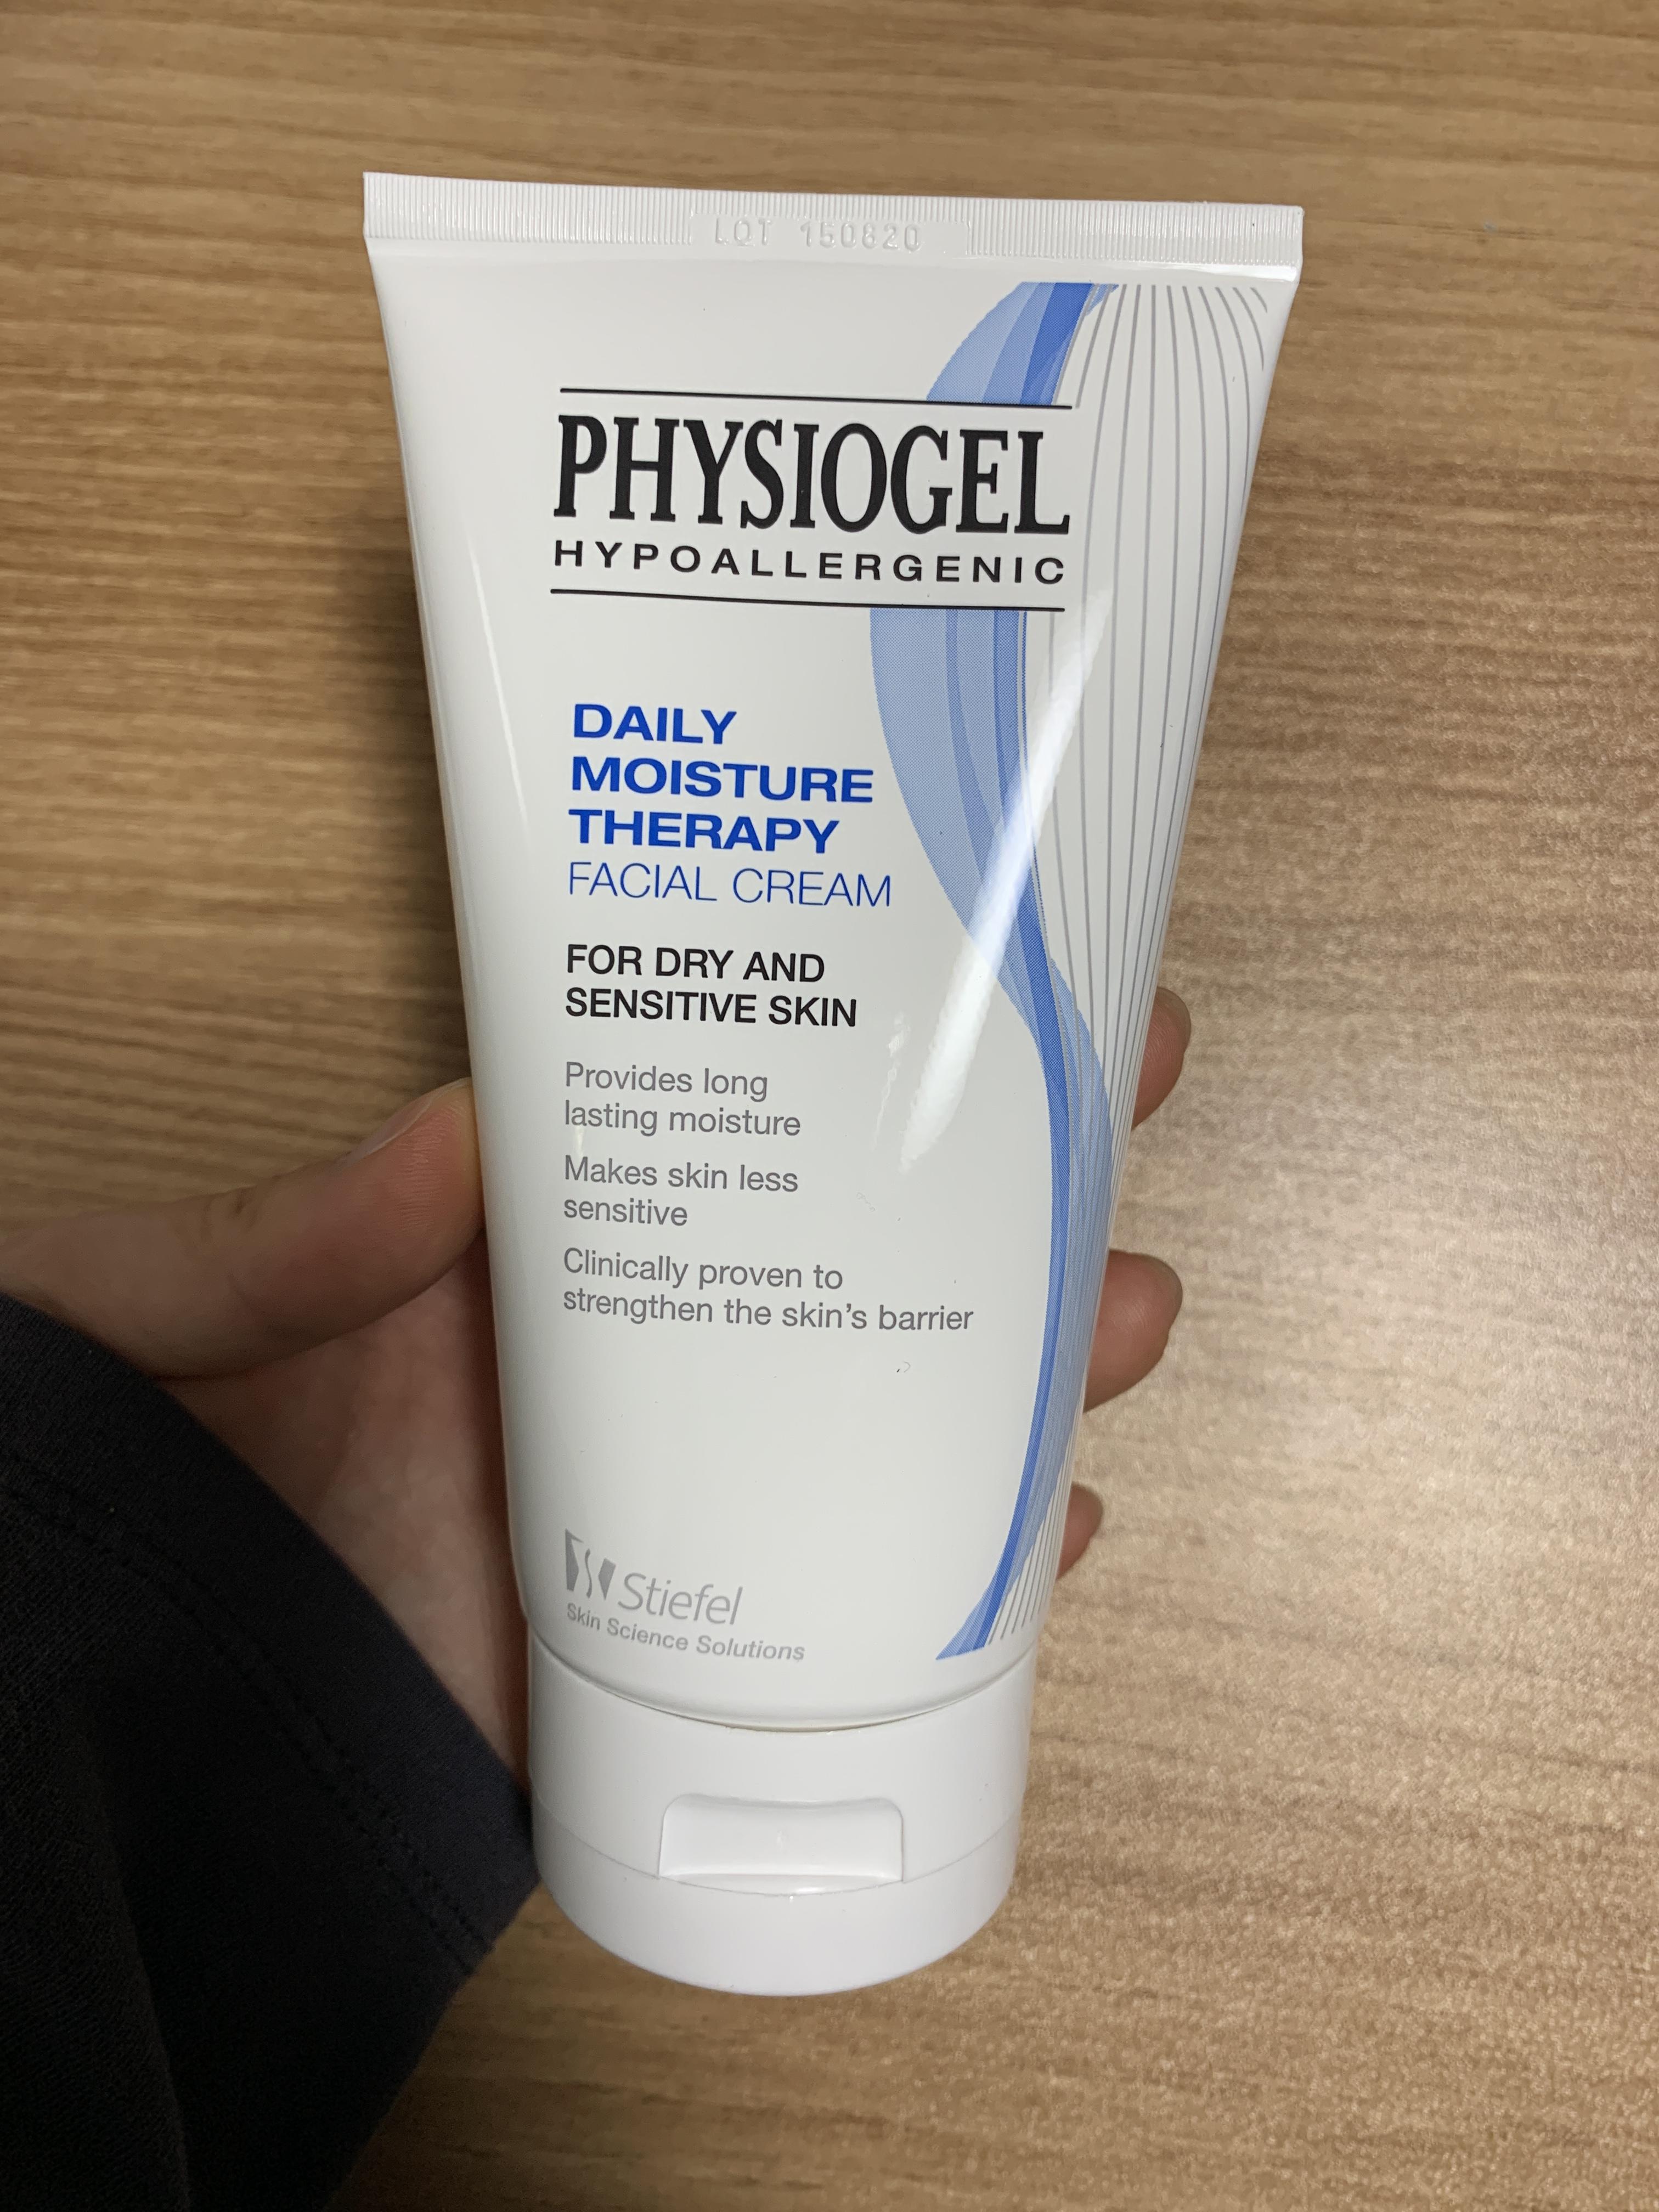 LOT 150820
PHYSIOGEL
HYPOALLERGENIC
DAILY
MOISTURE
THERAPY
FACIAL CREAM
FOR DRY AND
SENSITIVE SKIN
Provides long
lasting moisture
Makes skin less
sensitive
Clinically proven to
strengthen the skin's barrier
Stiefel
Skin Science Solutions